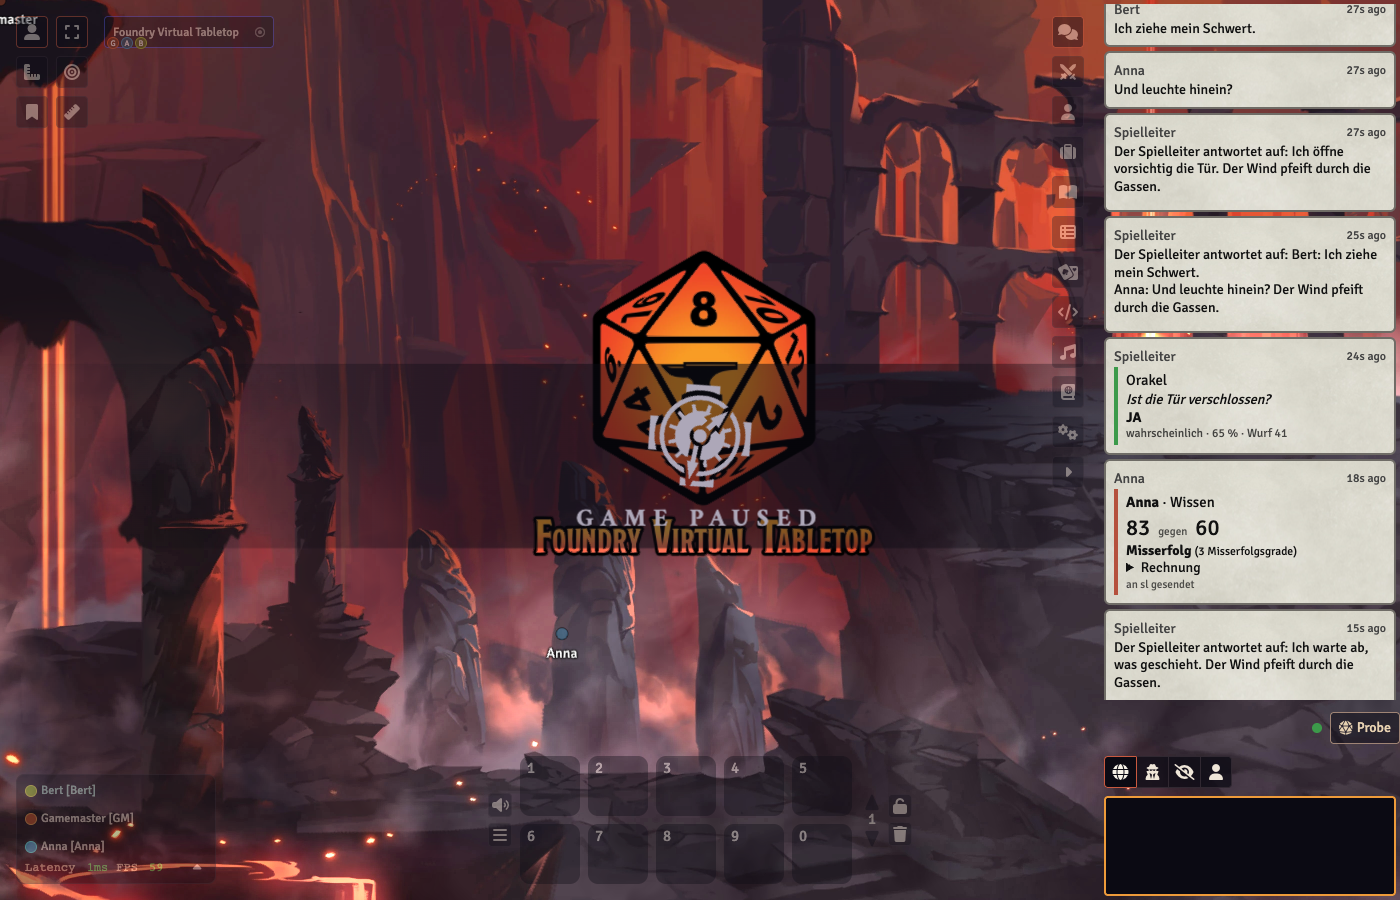 master
Foundry Virtual Tabletop
G A B
Bert 27s ago
Ich ziehe mein Schwert.
Anna 27s ago
Und leuchte hinein?
Spielleiter 27s ago
Der Spielleiter antwortet auf: Ich öffne
vorsichtig die Tür. Der Wind pfeift durch die
Gassen.
Spielleiter 25s ago
Der Spielleiter antwortet auf: Bert: Ich ziehe
mein Schwert.
Anna: Und leuchte hinein? Der Wind pfeift
durch die Gassen.
Spielleiter 24s ago
Orakel
Ist die Tür verschlossen?
JA
wahrscheinlich · 65 % · Wurf 41
Anna 18s ago
Anna · Wissen
83 gegen 60
Misserfolg (3 Misserfolgsgrade)
Rechnung
an sl gesendet
Spielleiter 15s ago
Der Spielleiter antwortet auf: Ich warte ab,
was geschieht. Der Wind pfeift durch die
Gassen.
Probe
8
GAME PAUSED
Foundry Virtual Tabletop
Anna
Bert [Bert]
Gamemaster [GM]
Anna [Anna]
Latency 1ms FPS 59
1 2 3 4 5
6 7 8 9 0
1